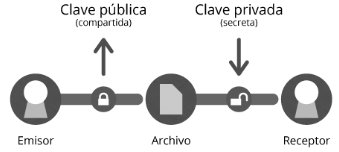 Clave pública
(compartida)
Clave privada
(secreta)
Emisor
Archivo
Receptor